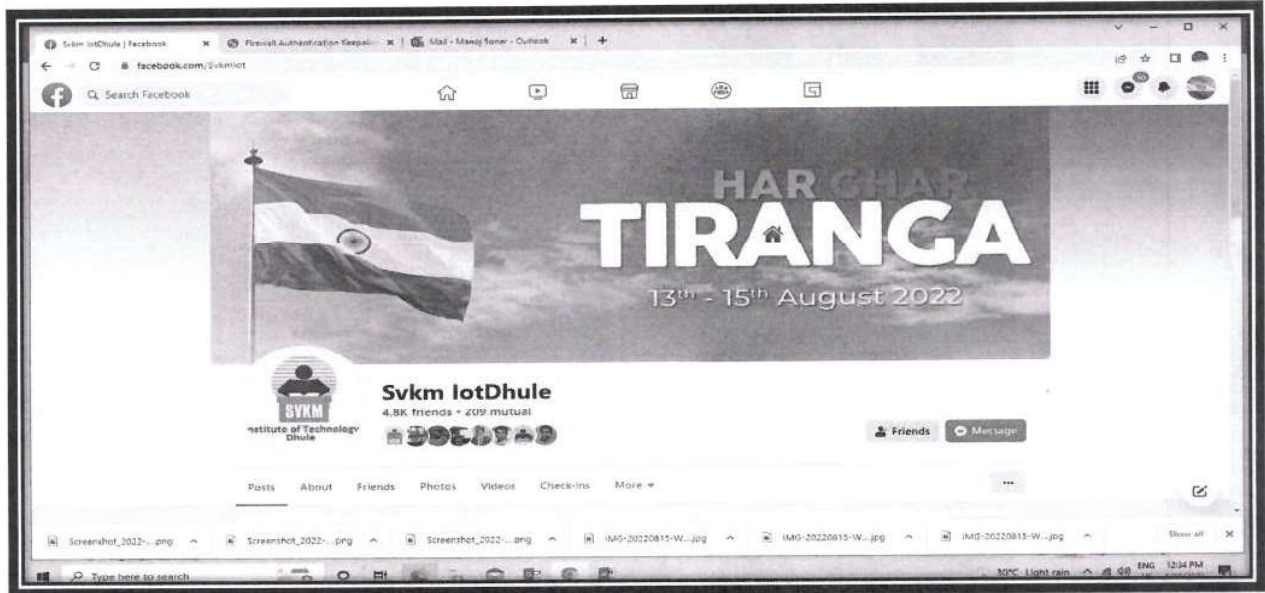 Svkm IotDhule | Facebook
Firewall Authentication Keepaliv
Mail - Manoj Sonar - Outlook
facebook.com/Svkmiot
Search Facebook
30
HAR GHAR
TIRANGA
13th - 15th August 2022
SVKM
Institute of Technology
Dhule
Svkm IotDhule
4.8K friends • 209 mutual
Friends
Message
Posts About Friends Photos Videos Check-ins More
Screenshot_2022-....png
Screenshot_2022-....png
Screenshot_2022-....png
IMG-20220815-W....jpg
IMG-20220815-W....jpg
IMG-20220815-W....jpg
Show all
Type here to search
30°C Light rain
ENG
12:34 PM